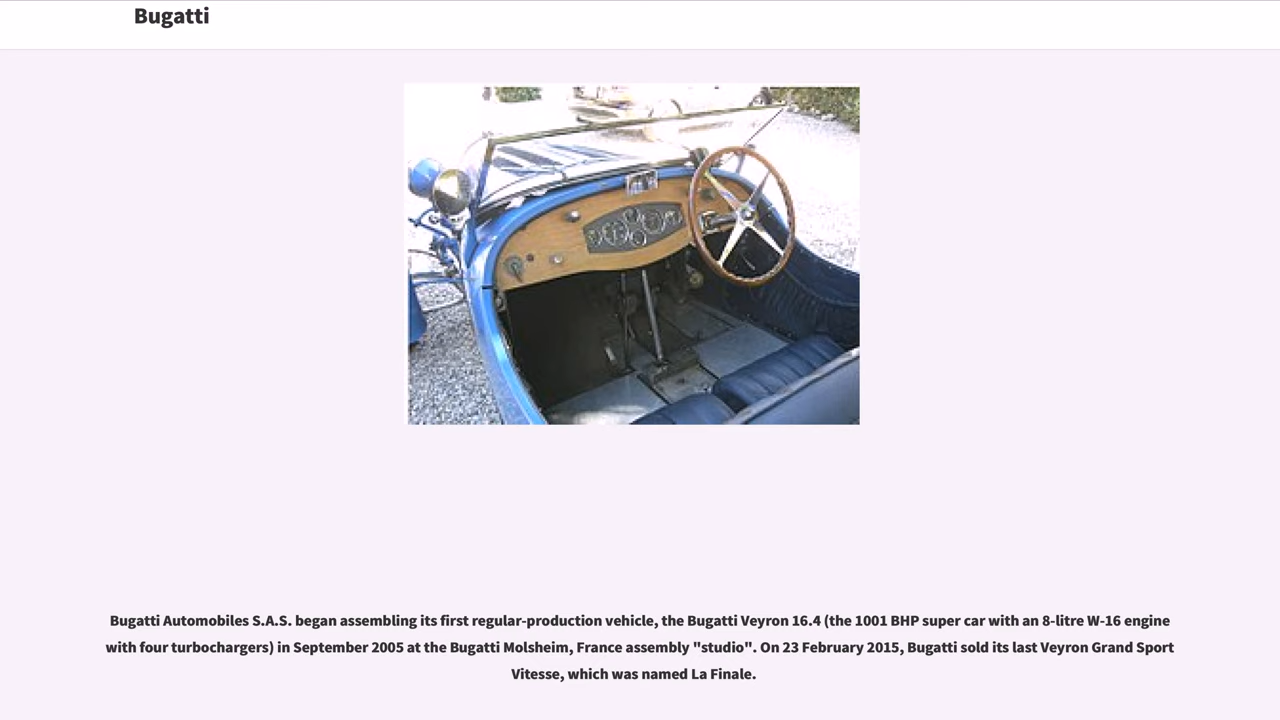 Bugatti
Bugatti Automobiles S.A.S. began assembling its first regular-production vehicle, the Bugatti Veyron 16.4 (the 1001 BHP super car with an 8-litre W-16 engine
with four turbochargers) in September 2005 at the Bugatti Molsheim, France assembly "studio". On 23 February 2015, Bugatti sold its last Veyron Grand Sport
Vitesse, which was named La Finale.